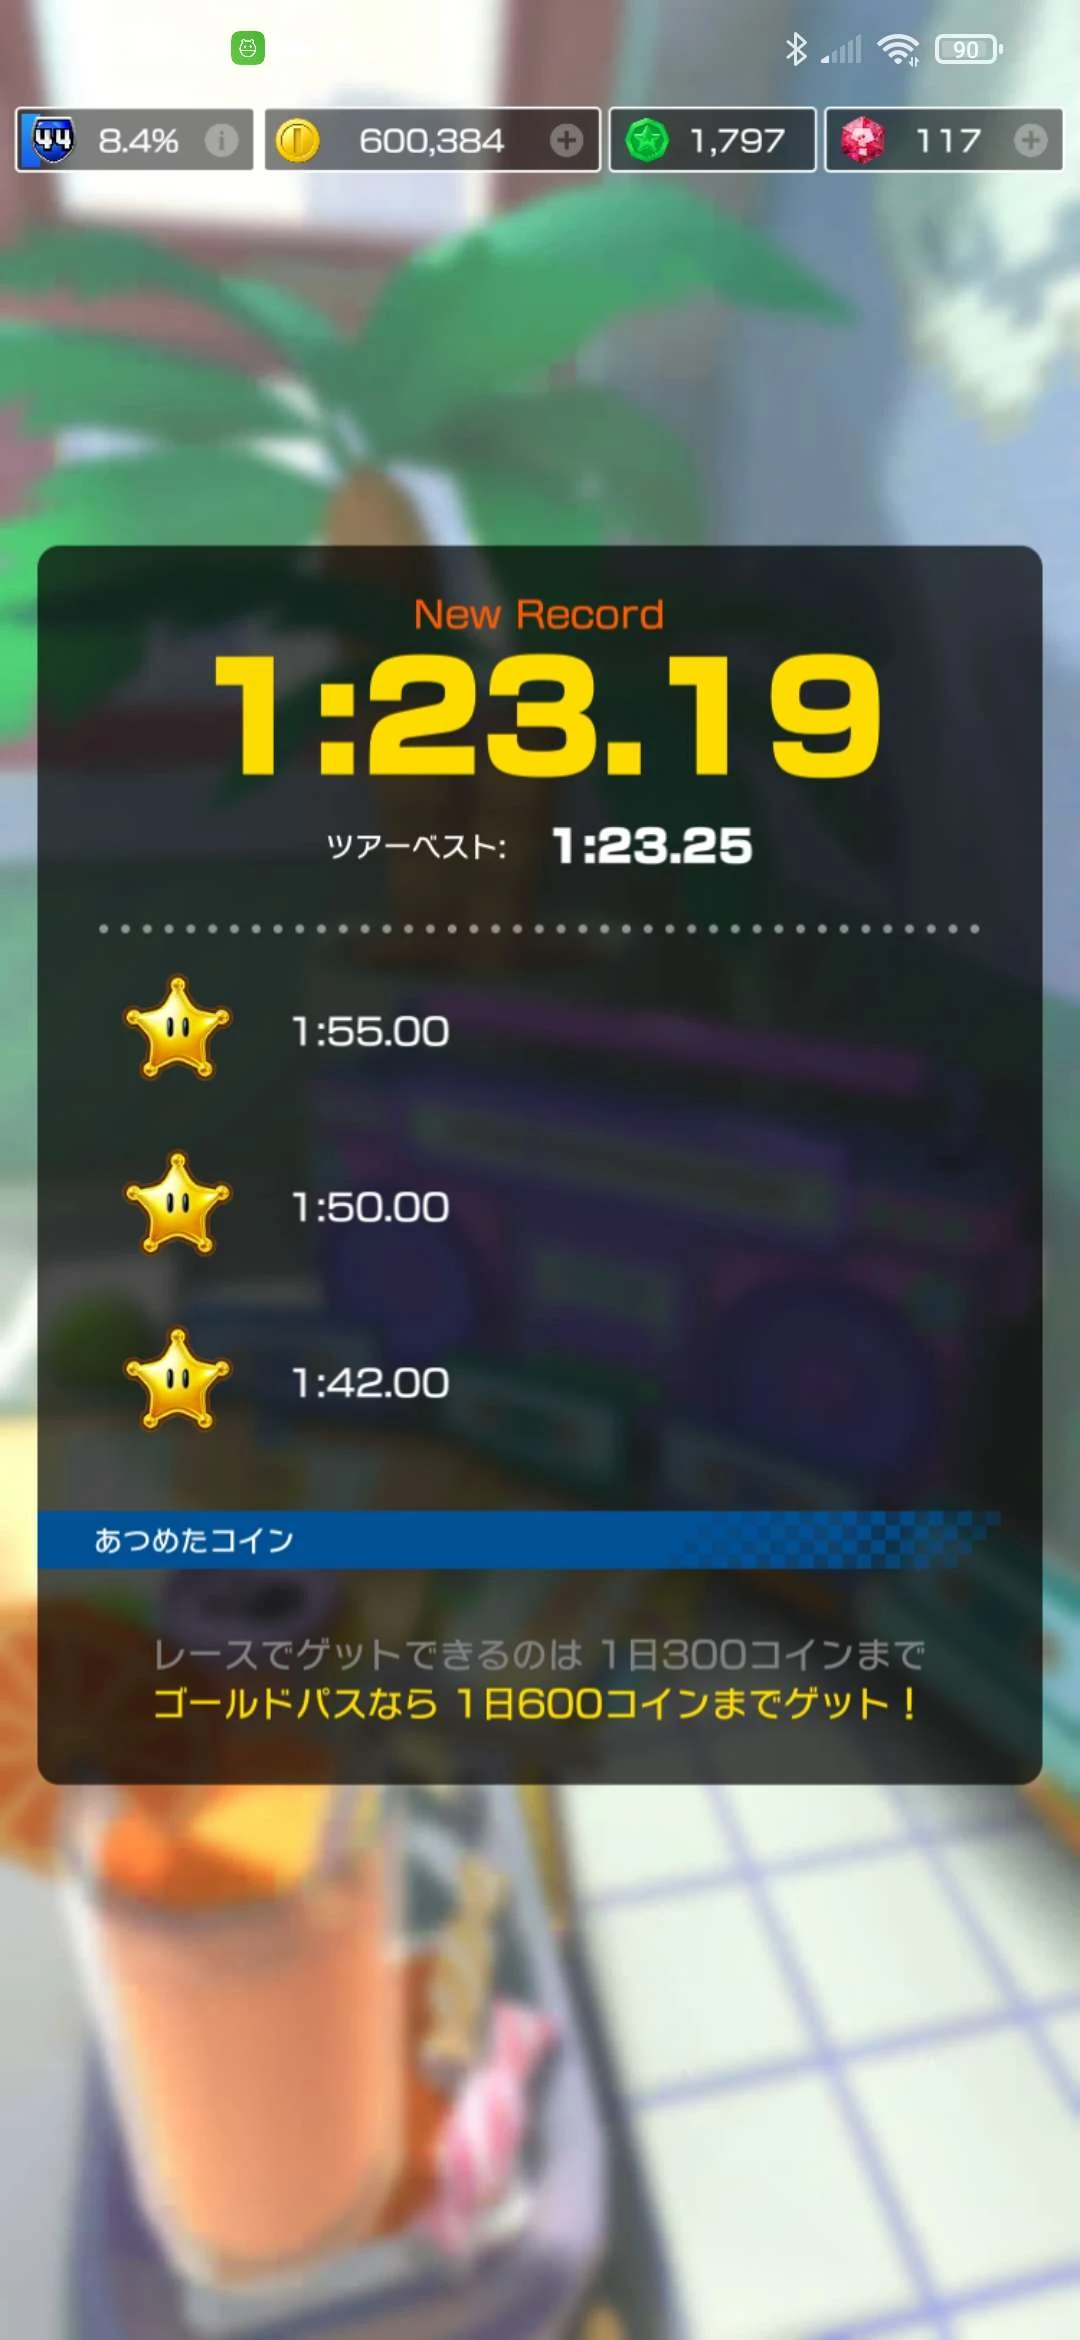 90
44 8.4% 600,384 1,797 117
New Record
1:23.19
ツアーベスト: 1:23.25
1:55.00
1:50.00
1:42.00
あつめたコイン
レースでゲットできるのは 1日300コインまで
ゴールドパスなら 1日600コインまでゲット！